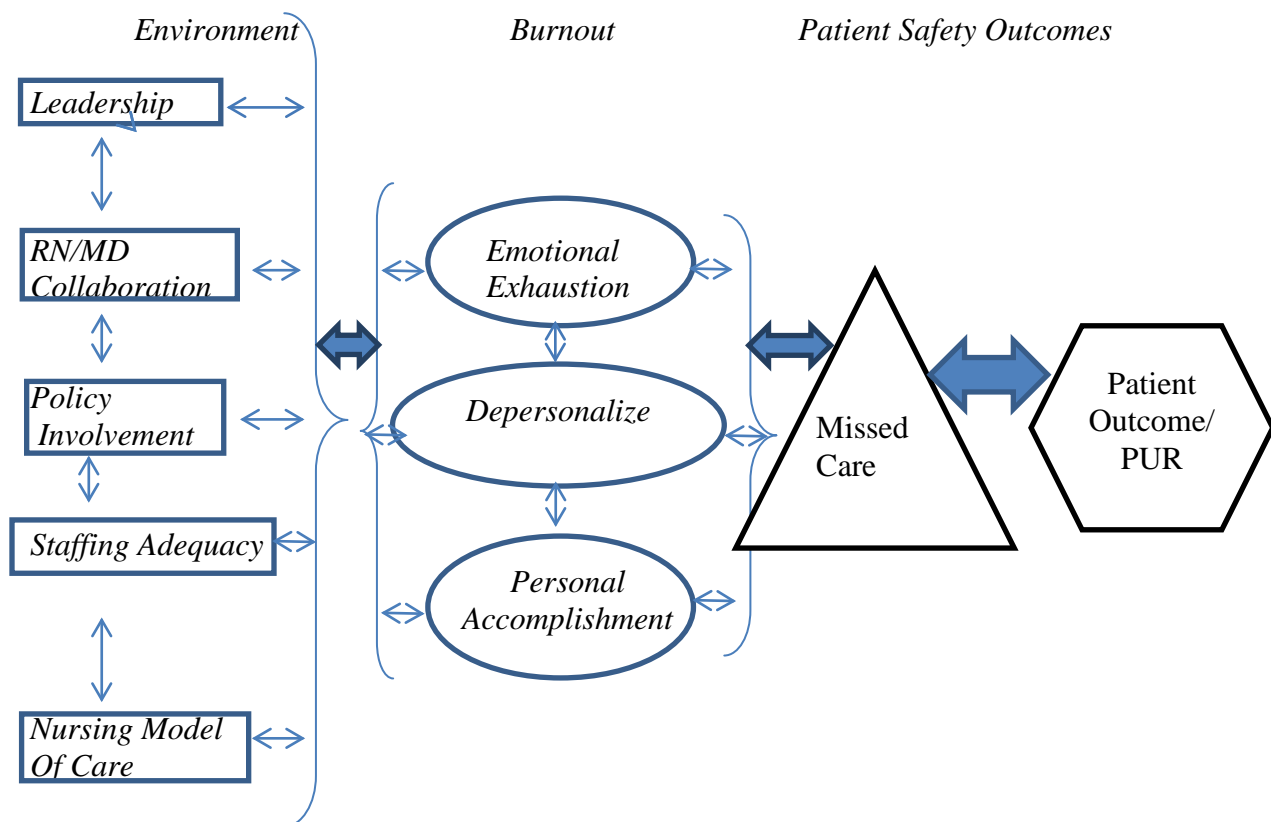 Environment
Burnout
Patient Safety Outcomes
Leadership
RN/MD
Collaboration
Policy
Involvement
Staffing Adequacy
Nursing Model
Of Care
Emotional
Exhaustion
Depersonalize
Personal
Accomplishment
Missed
Care
Patient
Outcome/
PUR